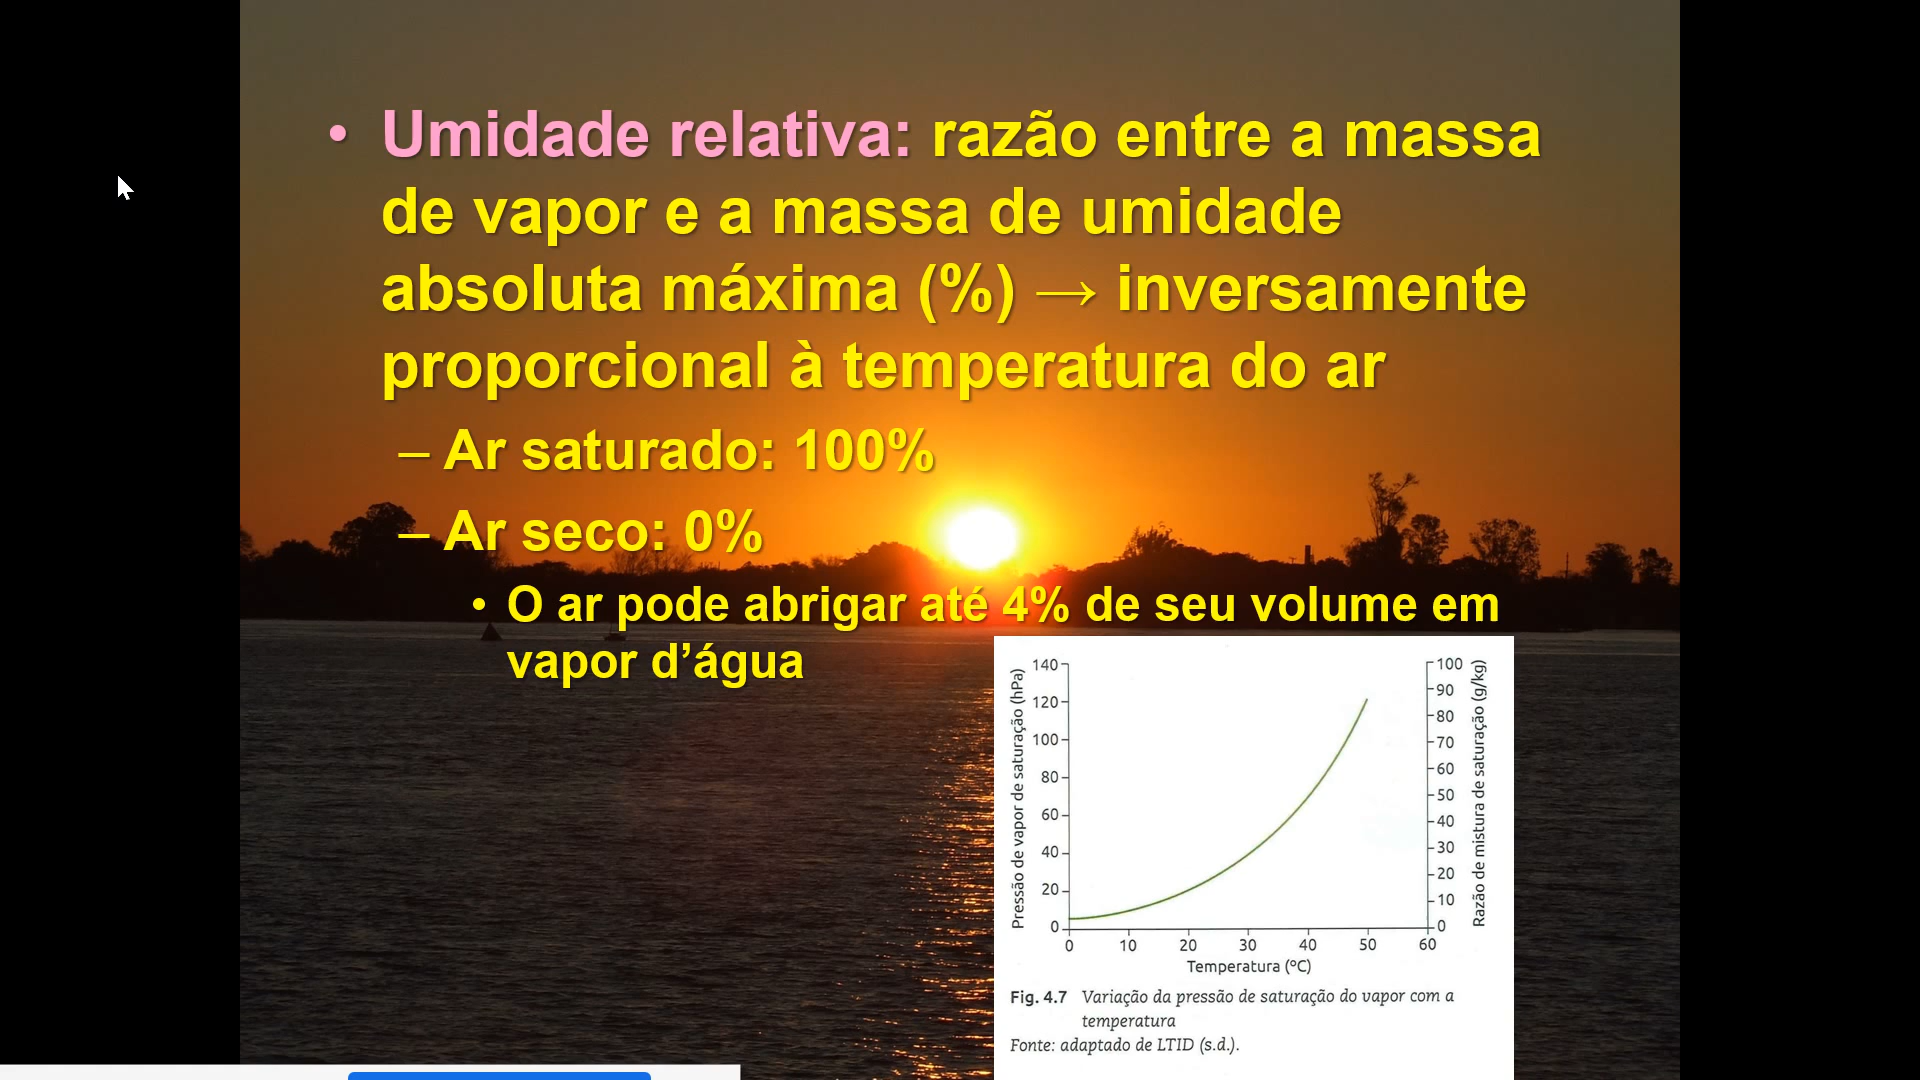 • Umidade relativa: razão entre a massa
de vapor e a massa de umidade
absoluta máxima (%) → inversamente
proporcional à temperatura do ar
– Ar saturado: 100%
– Ar seco: 0%
• O ar pode abrigar até 4% de seu volume em
vapor d’água
Pressão de vapor de saturação (hPa)
140
120
100
80
60
40
20
0
0 10 20 30 40 50 60
Temperatura (°C)
100
90
80
70
60
50
40
30
20
10
0
Razão de mistura de saturação (g/kg)
Fig. 4.7 Variação da pressão de saturação do vapor com a
temperatura
Fonte: adaptado de LTID (s.d.).